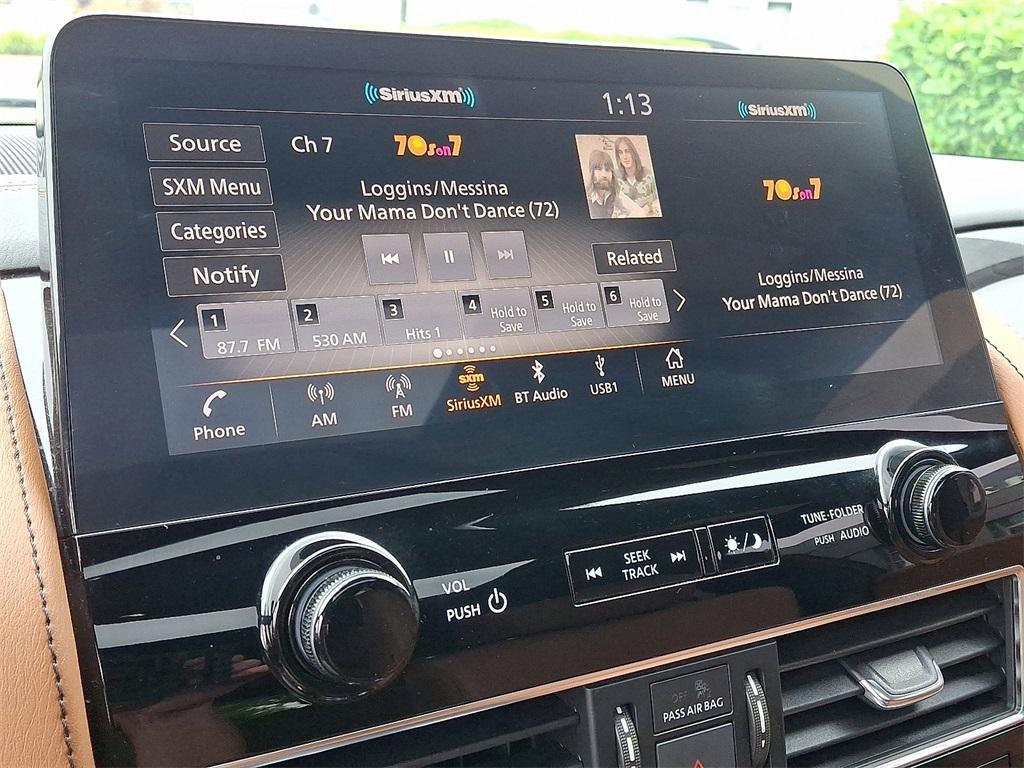 SiriusXM
1:13
SiriusXM
Source
Ch 7
70s on 7
SXM Menu
Loggins/Messina
Your Mama Don't Dance (72)
Categories
Notify
Related
1
87.7 FM
2
530 AM
3
Hits 1
4
Hold to
Save
5
Hold to
Save
6
Hold to
Save
Phone
AM
FM
sxm
SiriusXM
BT Audio
USB1
MENU
70s on 7
Loggins/Messina
Your Mama Don't Dance (72)
VOL
PUSH
SEEK
TRACK
TUNE·FOLDER
PUSH AUDIO
OFF
PASS AIR BAG